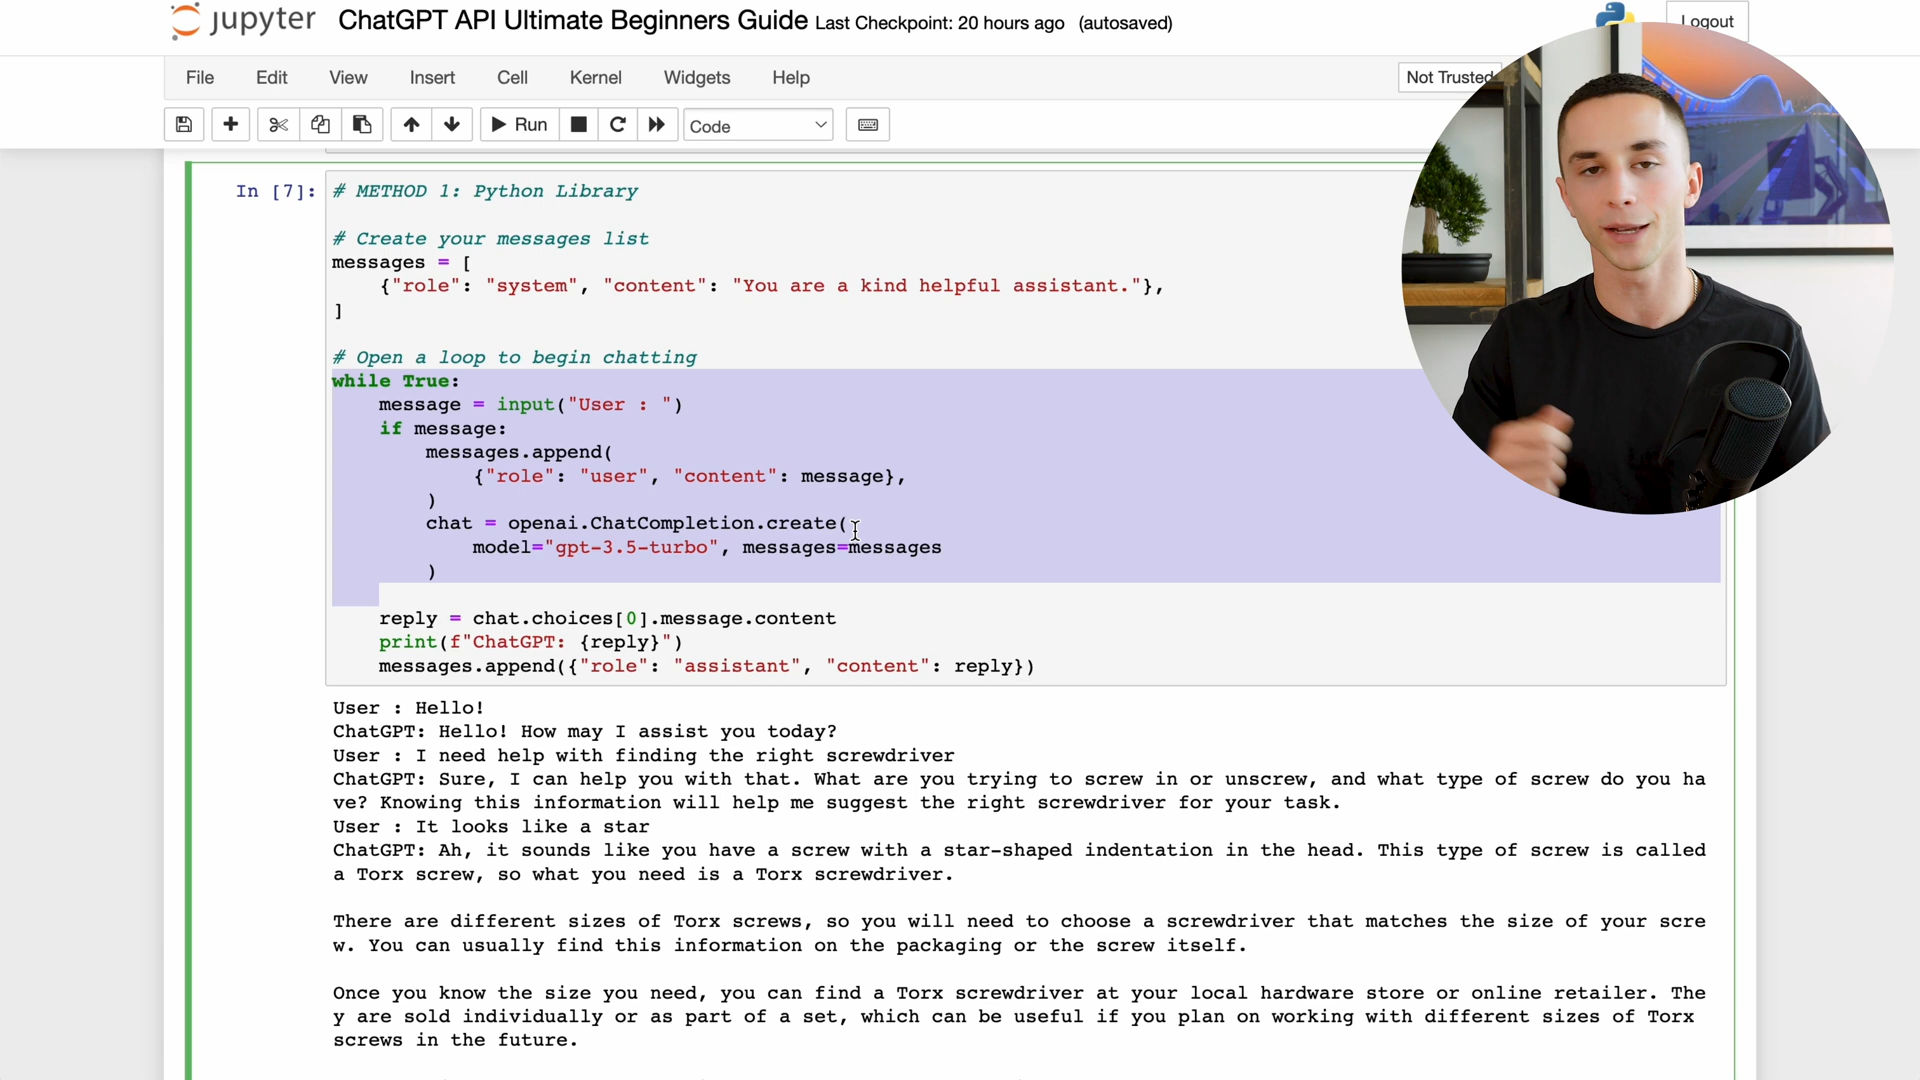 jupyter ChatGPT API Ultimate Beginners Guide Last Checkpoint: 20 hours ago (autosaved)
Logout
File Edit View Insert Cell Kernel Widgets Help
Not Trusted
Run Code
In [7]:
# METHOD 1: Python Library
# Create your messages list
messages = [
{"role": "system", "content": "You are a kind helpful assistant."},
]
# Open a loop to begin chatting
while True:
message = input("User : ")
if message:
messages.append(
{"role": "user", "content": message},
)
chat = openai.ChatCompletion.create(
model="gpt-3.5-turbo", messages=messages
)
reply = chat.choices[0].message.content
print(f"ChatGPT: {reply}")
messages.append({"role": "assistant", "content": reply})
User : Hello!
ChatGPT: Hello! How may I assist you today?
User : I need help with finding the right screwdriver
ChatGPT: Sure, I can help you with that. What are you trying to screw in or unscrew, and what type of screw do you ha
ve? Knowing this information will help me suggest the right screwdriver for your task.
User : It looks like a star
ChatGPT: Ah, it sounds like you have a screw with a star-shaped indentation in the head. This type of screw is called
a Torx screw, so what you need is a Torx screwdriver.
There are different sizes of Torx screws, so you will need to choose a screwdriver that matches the size of your scre
w. You can usually find this information on the packaging or the screw itself.
Once you know the size you need, you can find a Torx screwdriver at your local hardware store or online retailer. The
y are sold individually or as part of a set, which can be useful if you plan on working with different sizes of Torx
screws in the future.